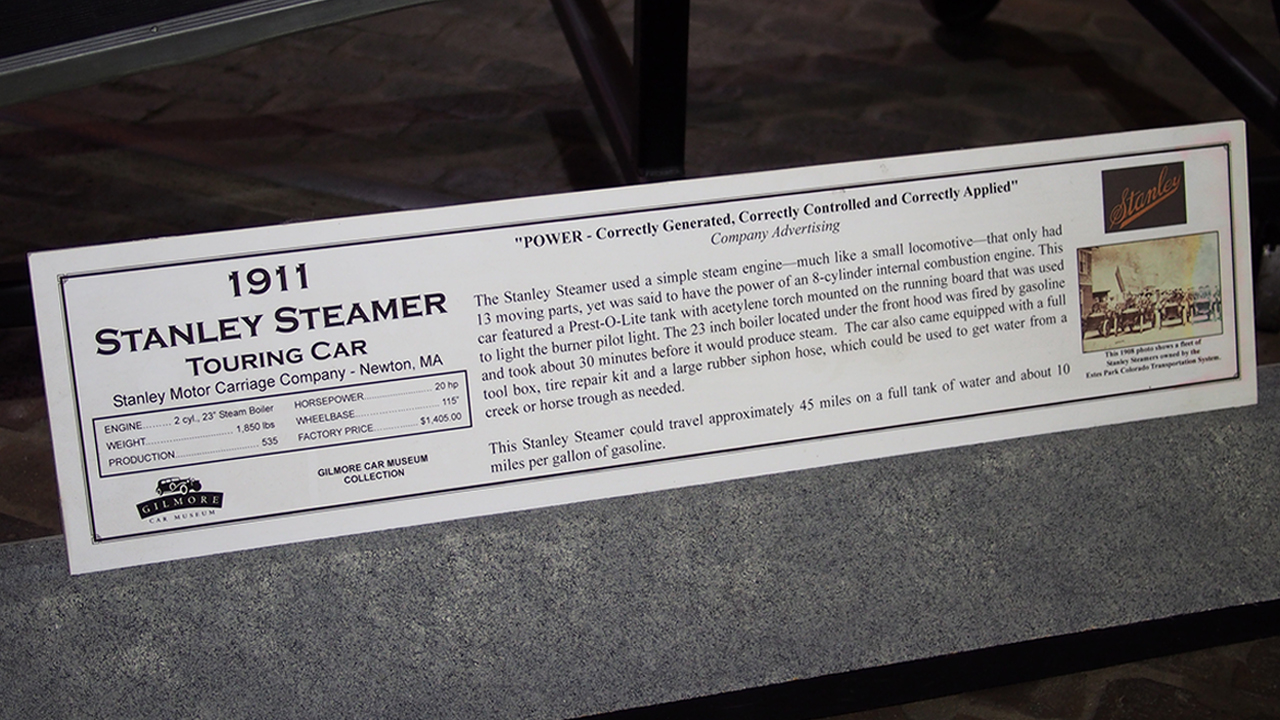 1911
STANLEY STEAMER
TOURING CAR
Stanley Motor Carriage Company - Newton, MA
ENGINE......... 2 cyl., 23" Steam Boiler
WEIGHT............................ 1,850 lbs
PRODUCTION............................ 535
HORSEPOWER....................... 20 hp
WHEELBASE............................ 115"
FACTORY PRICE.............. $1,405.00
GILMORE
CAR MUSEUM
GILMORE CAR MUSEUM
COLLECTION
"POWER - Correctly Generated, Correctly Controlled and Correctly Applied"
Company Advertising
The Stanley Steamer used a simple steam engine—much like a small locomotive—that only had
13 moving parts, yet was said to have the power of an 8-cylinder internal combustion engine. This
car featured a Prest-O-Lite tank with acetylene torch mounted on the running board that was used
to light the burner pilot light. The 23 inch boiler located under the front hood was fired by gasoline
and took about 30 minutes before it would produce steam. The car also came equipped with a full
tool box, tire repair kit and a large rubber siphon hose, which could be used to get water from a
creek or horse trough as needed.
This Stanley Steamer could travel approximately 45 miles on a full tank of water and about 10
miles per gallon of gasoline.
Stanley
This 1908 photo shows a fleet of
Stanley Steamers owned by the
Estes Park Colorado Transportation System.